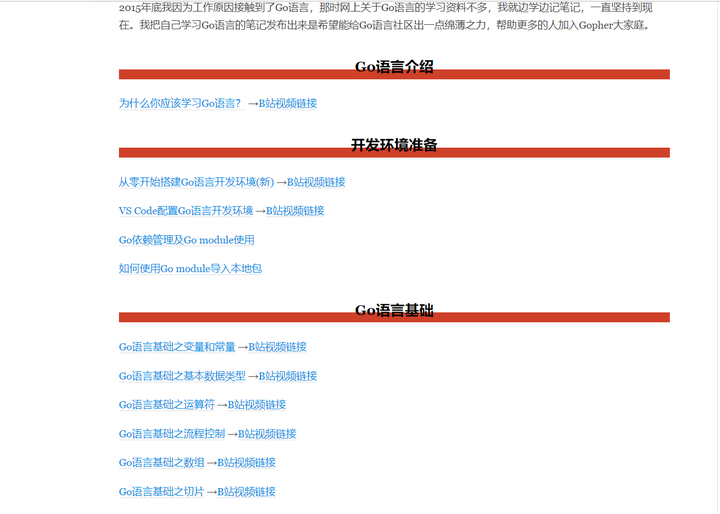 2015年底我因为工作原因接触到了Go语言，那时网上关于Go语言的学习资料不多，我就边学边记笔记，一直坚持到现
在。我把自己学习Go语言的笔记发布出来是希望能给Go语言社区出一点绵薄之力，帮助更多的人加入Gopher大家庭。
Go语言介绍
为什么你应该学习Go语言？ →B站视频链接
开发环境准备
从零开始搭建Go语言开发环境(新) →B站视频链接
VS Code配置Go语言开发环境 →B站视频链接
Go依赖管理及Go module使用
如何使用Go module导入本地包
Go语言基础
Go语言基础之变量和常量 →B站视频链接
Go语言基础之基本数据类型 →B站视频链接
Go语言基础之运算符 →B站视频链接
Go语言基础之流程控制 →B站视频链接
Go语言基础之数组 →B站视频链接
Go语言基础之切片 →B站视频链接